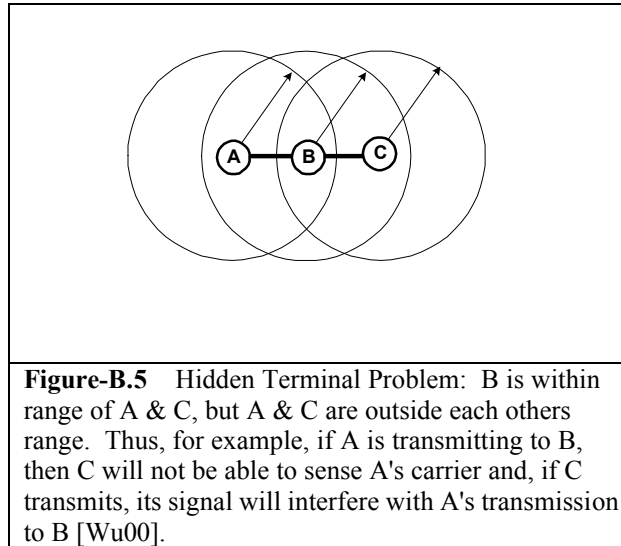 A B C
Figure-B.5 Hidden Terminal Problem: B is within
range of A & C, but A & C are outside each others
range. Thus, for example, if A is transmitting to B,
then C will not be able to sense A's carrier and, if C
transmits, its signal will interfere with A's transmission
to B [Wu00].